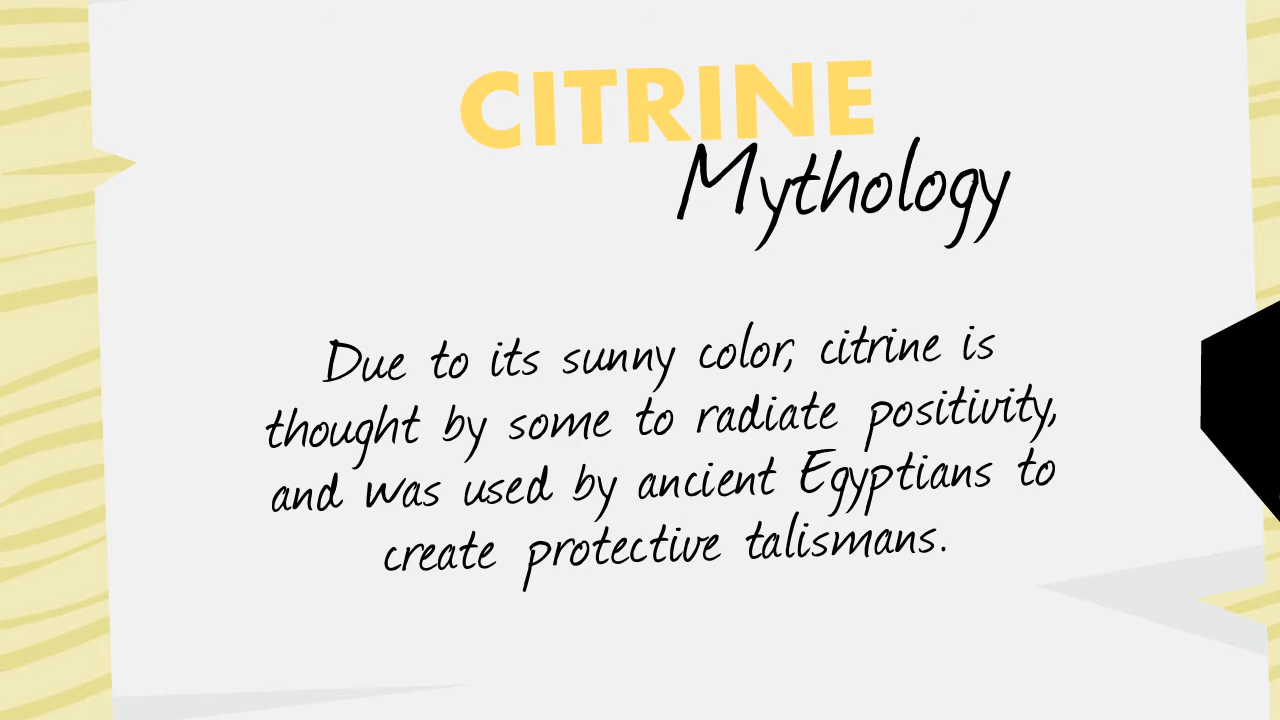 CITRINE
Mythology
Due to its sunny color, citrine is
thought by some to radiate positivity,
and was used by ancient Egyptians to
create protective talismans.